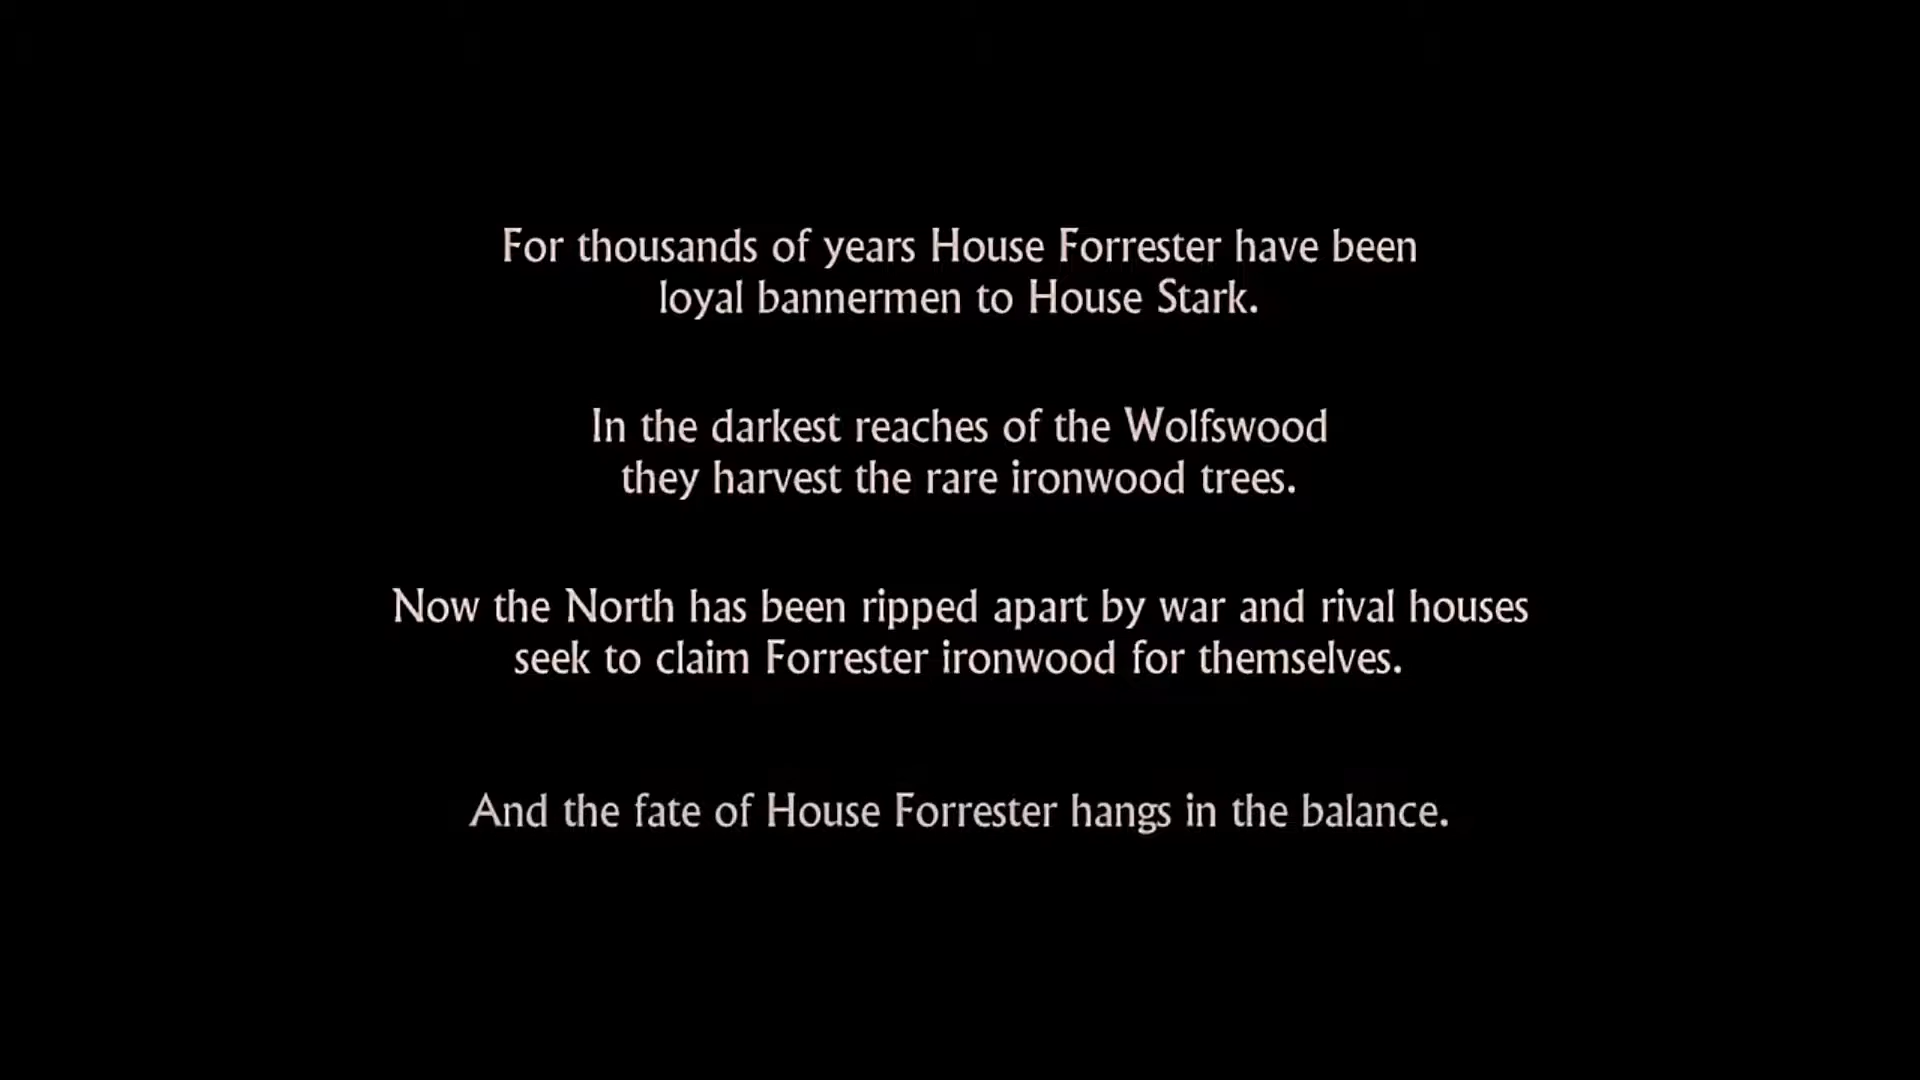 For thousands of years House Forrester have been
loyal bannermen to House Stark.
In the darkest reaches of the Wolfswood
they harvest the rare ironwood trees.
Now the North has been ripped apart by war and rival houses
seek to claim Forrester ironwood for themselves.
And the fate of House Forrester hangs in the balance.